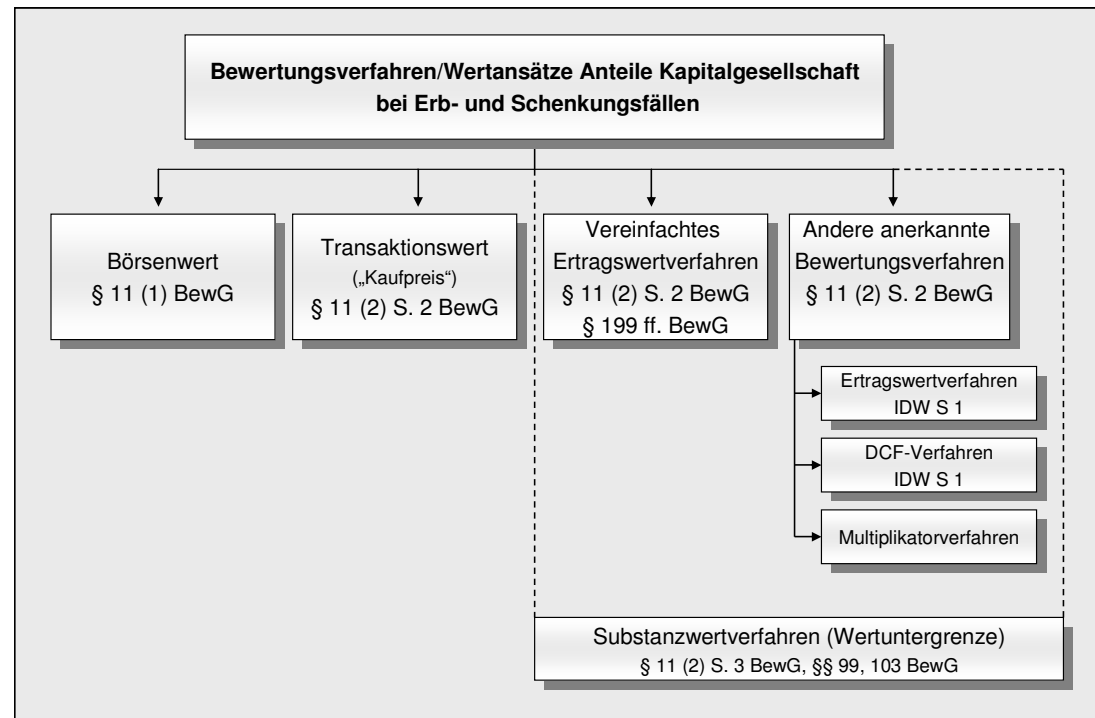 Bewertungsverfahren/Wertansätze Anteile Kapitalgesellschaft
bei Erb- und Schenkungsfällen
Börsenwert
§ 11 (1) BewG
Transaktionswert
(„Kaufpreis“)
§ 11 (2) S. 2 BewG
Vereinfachtes
Ertragswertverfahren
§ 11 (2) S. 2 BewG
§ 199 ff. BewG
Andere anerkannte
Bewertungsverfahren
§ 11 (2) S. 2 BewG
Ertragswertverfahren
IDW S 1
DCF-Verfahren
IDW S 1
Multiplikatorverfahren
Substanzwertverfahren (Wertuntergrenze)
§ 11 (2) S. 3 BewG, §§ 99, 103 BewG